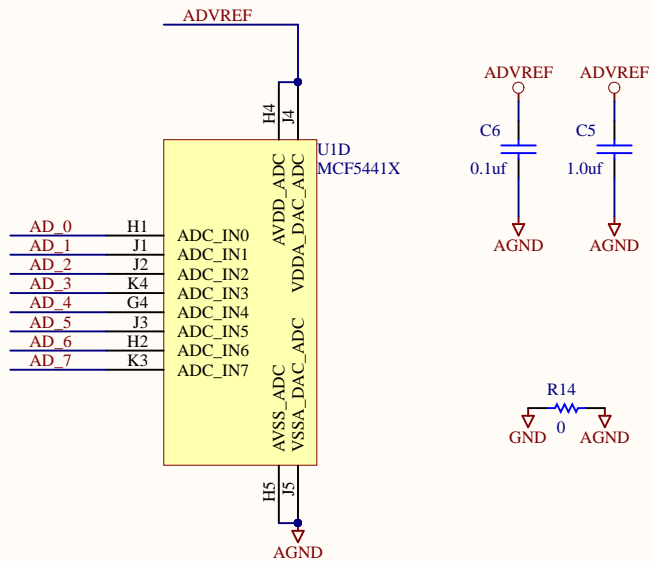 ADVREF
H4
J4
U1D
MCF5441X
AVDD_ADC
VDDA_DAC_ADC
AD_0 H1 ADC_IN0
AD_1 J1 ADC_IN1
AD_2 J2 ADC_IN2
AD_3 K4 ADC_IN3
AD_4 G4 ADC_IN4
AD_5 J3 ADC_IN5
AD_6 H2 ADC_IN6
AD_7 K3 ADC_IN7
AVSS_ADC
VSSA_DAC_ADC
H5
J5
AGND
ADVREF ADVREF
C6 C5
0.1uf 1.0uf
AGND AGND
R14
GND 0 AGND